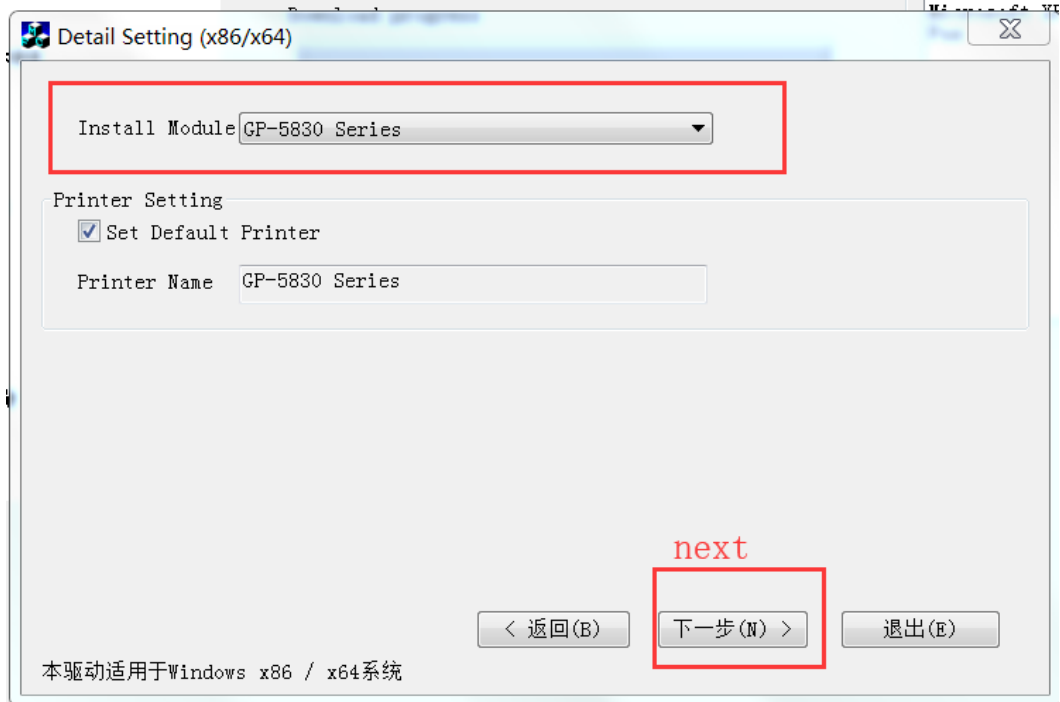 Download progress
Detail Setting (x86/x64)
Install Module GP-5830 Series
Printer Setting
Set Default Printer
Printer Name GP-5830 Series
next
< 返回(B) 下一步(N) > 退出(E)
本驱动适用于Windows x86 / x64系统